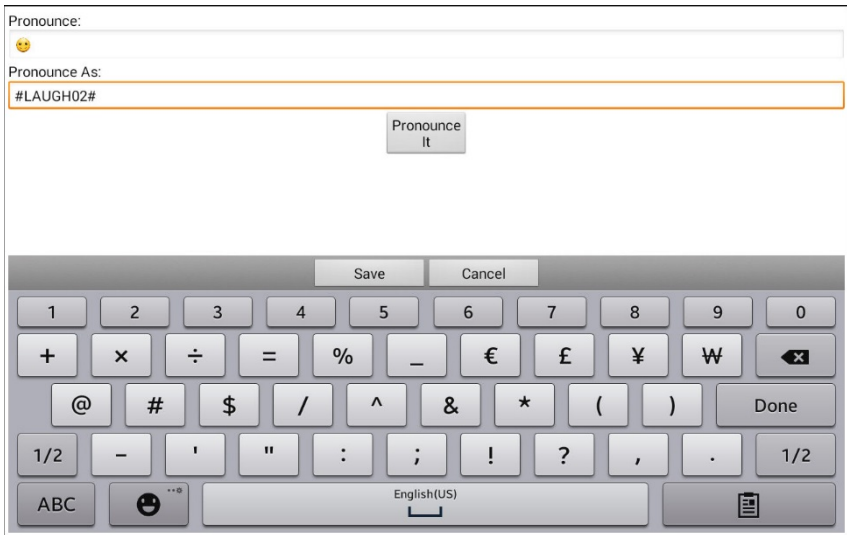 Pronounce:
🙂
Pronounce As:
#LAUGH02#
Pronounce
It
Save Cancel
1 2 3 4 5 6 7 8 9 0
+ × ÷ = % _ € £ ¥ ₩
@ # $ / ^ & * ( ) Done
1/2 - ' " : ; ! ? , . 1/2
ABC English(US)